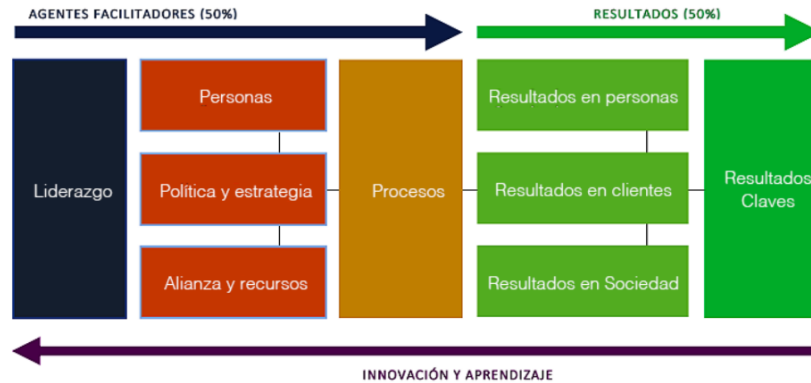 AGENTES FACILITADORES (50%)
RESULTADOS (50%)
Liderazgo
Personas
Política y estrategia
Alianza y recursos
Procesos
Resultados en personas
Resultados en clientes
Resultados en Sociedad
Resultados
Claves
INNOVACIÓN Y APRENDIZAJE